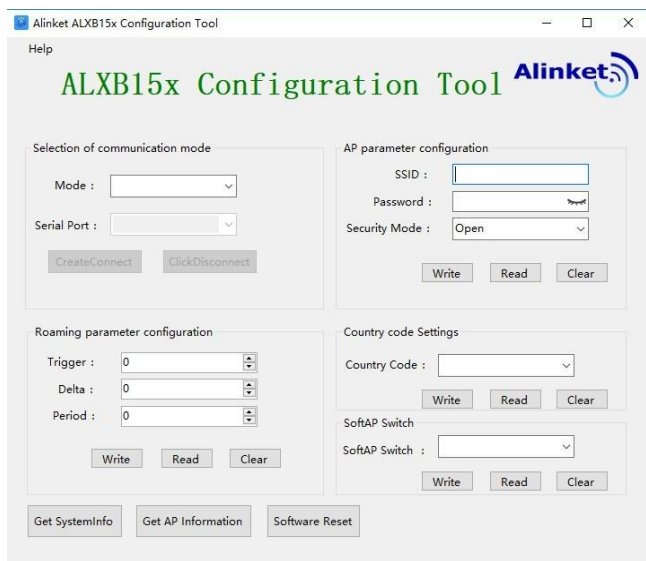 Alinket ALXB15x Configuration Tool
Help
ALXB15x Configuration Tool
Alinket
Selection of communication mode
Mode :
Serial Port :
CreateConnect ClickDisconnect
AP parameter configuration
SSID :
Password :
Security Mode : Open
Write Read Clear
Roaming parameter configuration
Trigger : 0
Delta : 0
Period : 0
Write Read Clear
Country code Settings
Country Code :
Write Read Clear
SoftAP Switch
SoftAP Switch :
Write Read Clear
Get SystemInfo Get AP Information Software Reset